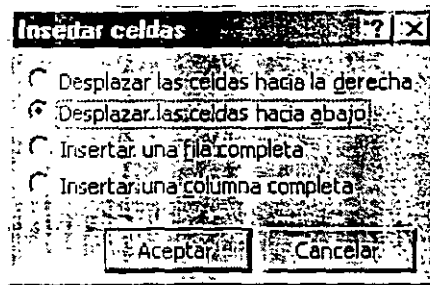 Insertar celdas ? X
Desplazar las celdas hacia la derecha
Desplazar las celdas hacia abajo
Insertar una fila completa
Insertar una columna completa
Aceptar Cancelar